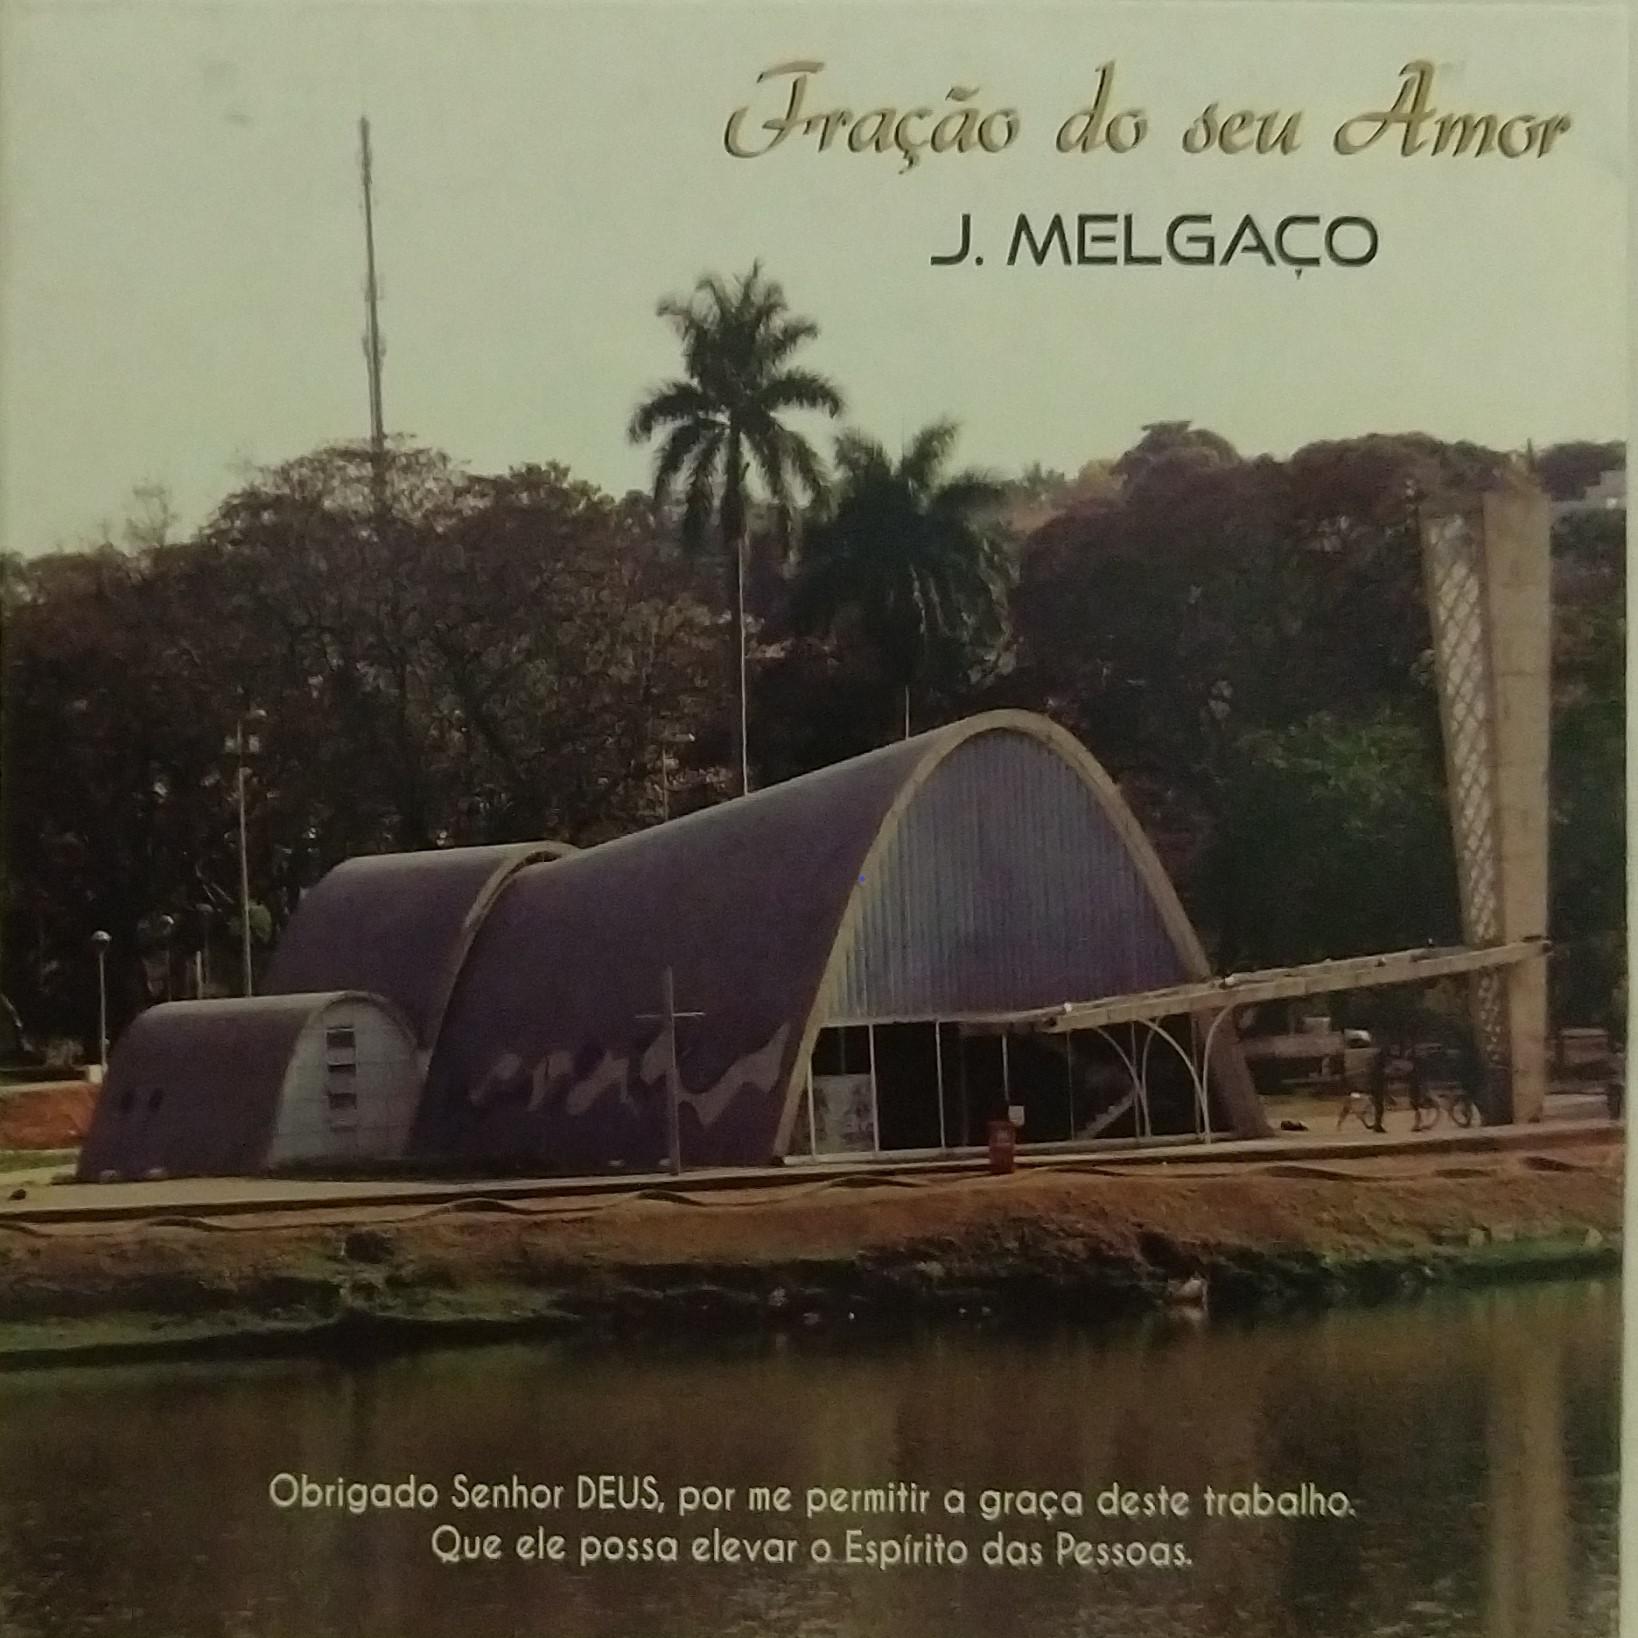 Fração do seu Amor
J. MELGAÇO
Obrigado Senhor DEUS, por me permitir a graça deste trabalho.
Que ele possa elevar o Espírito das Pessoas.